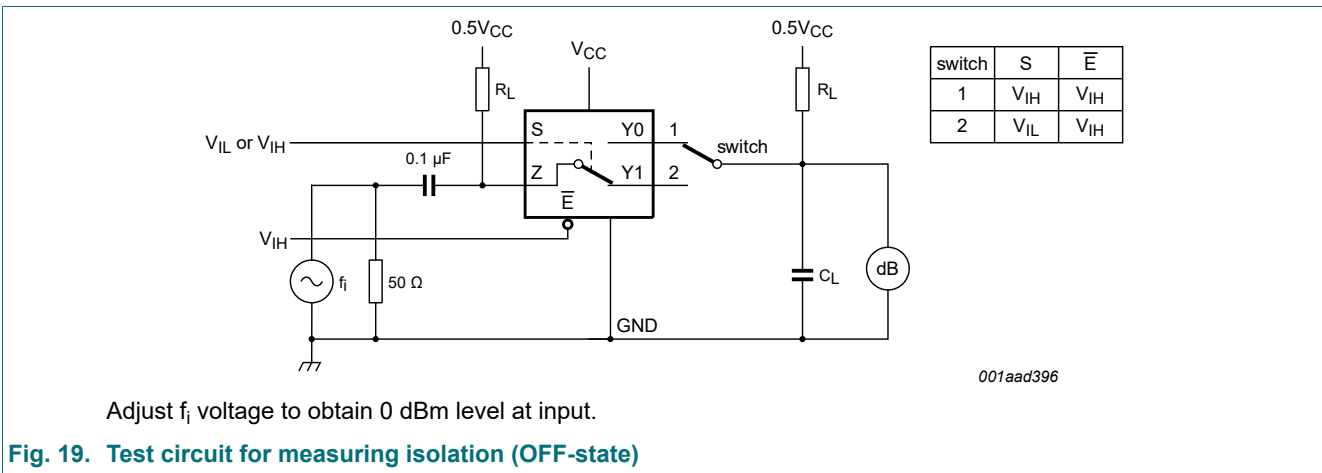 0.5VCC
0.5VCC
VCC
RL
RL
switch S E̅
1 VIH VIH
2 VIL VIH
VIL or VIH
S Y0 1
switch
0.1 µF
Z Y1 2
E̅
VIH
fi
50 Ω
CL
dB
GND
001aad396
Adjust fi voltage to obtain 0 dBm level at input.
Fig. 19. Test circuit for measuring isolation (OFF-state)